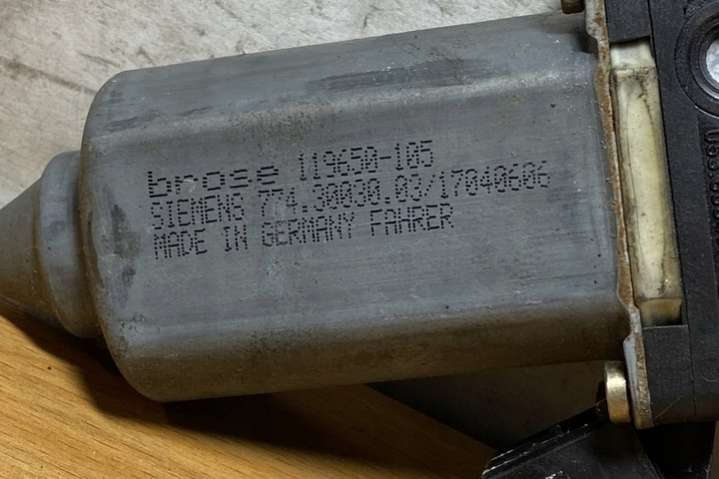 brose 119650-105
SIEMENS 774.30030.03/17040606
MADE IN GERMANY FAHRER